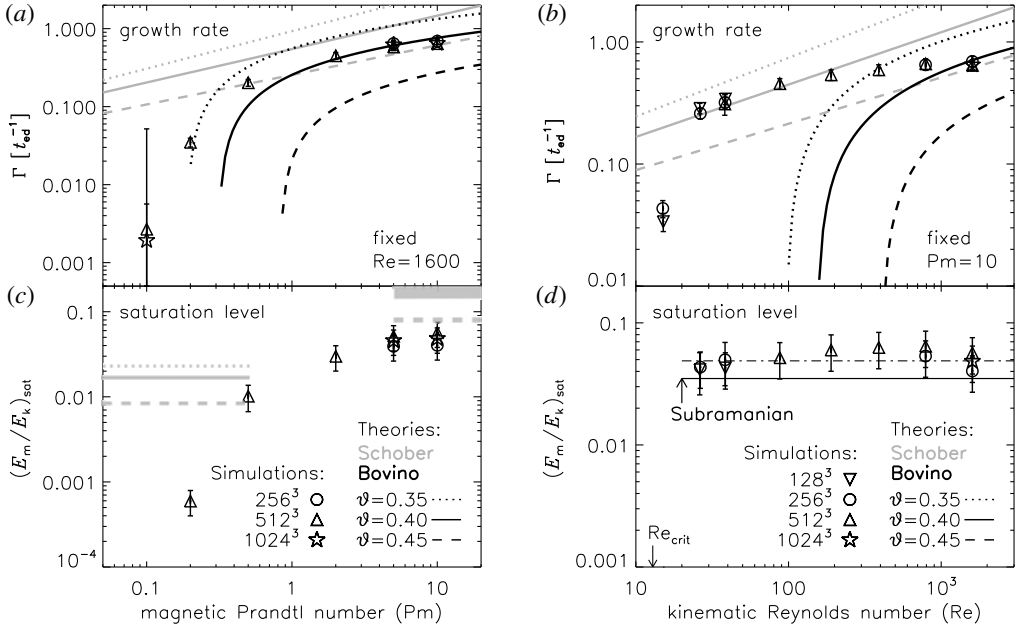 (a)
growth rate
1.000
0.100
0.010
0.001
Γ [t_ed^-1]
fixed
Re=1600
(b)
growth rate
1.00
0.10
0.01
Γ [t_ed^-1]
fixed
Pm=10
(c)
saturation level
0.1
0.01
0.001
10^-4
(E_m/E_k)_sat
Theories:
Schober
Simulations: Bovino
256^3 ϑ=0.35
512^3 ϑ=0.40
1024^3 ϑ=0.45
0.1 1 10
magnetic Prandtl number (Pm)
(d)
saturation level
0.1
0.01
0.001
(E_m/E_k)_sat
Subramanian
Theories:
Simulations: Schober
128^3 Bovino
256^3 ϑ=0.35
512^3 ϑ=0.40
1024^3 ϑ=0.45
Re_crit
10 100 10^3
kinematic Reynolds number (Re)